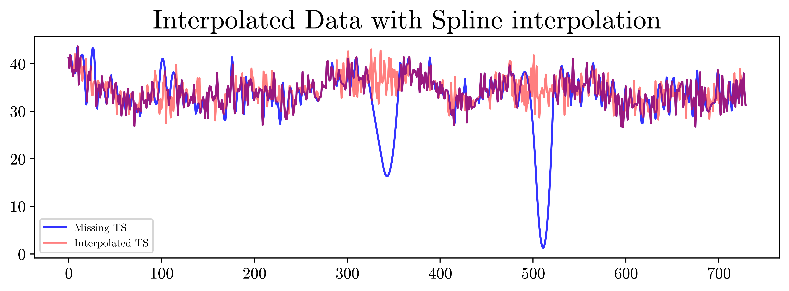 Interpolated Data with Spline interpolation
40
30
20
10
0
Missing TS
Interpolated TS
0 100 200 300 400 500 600 700